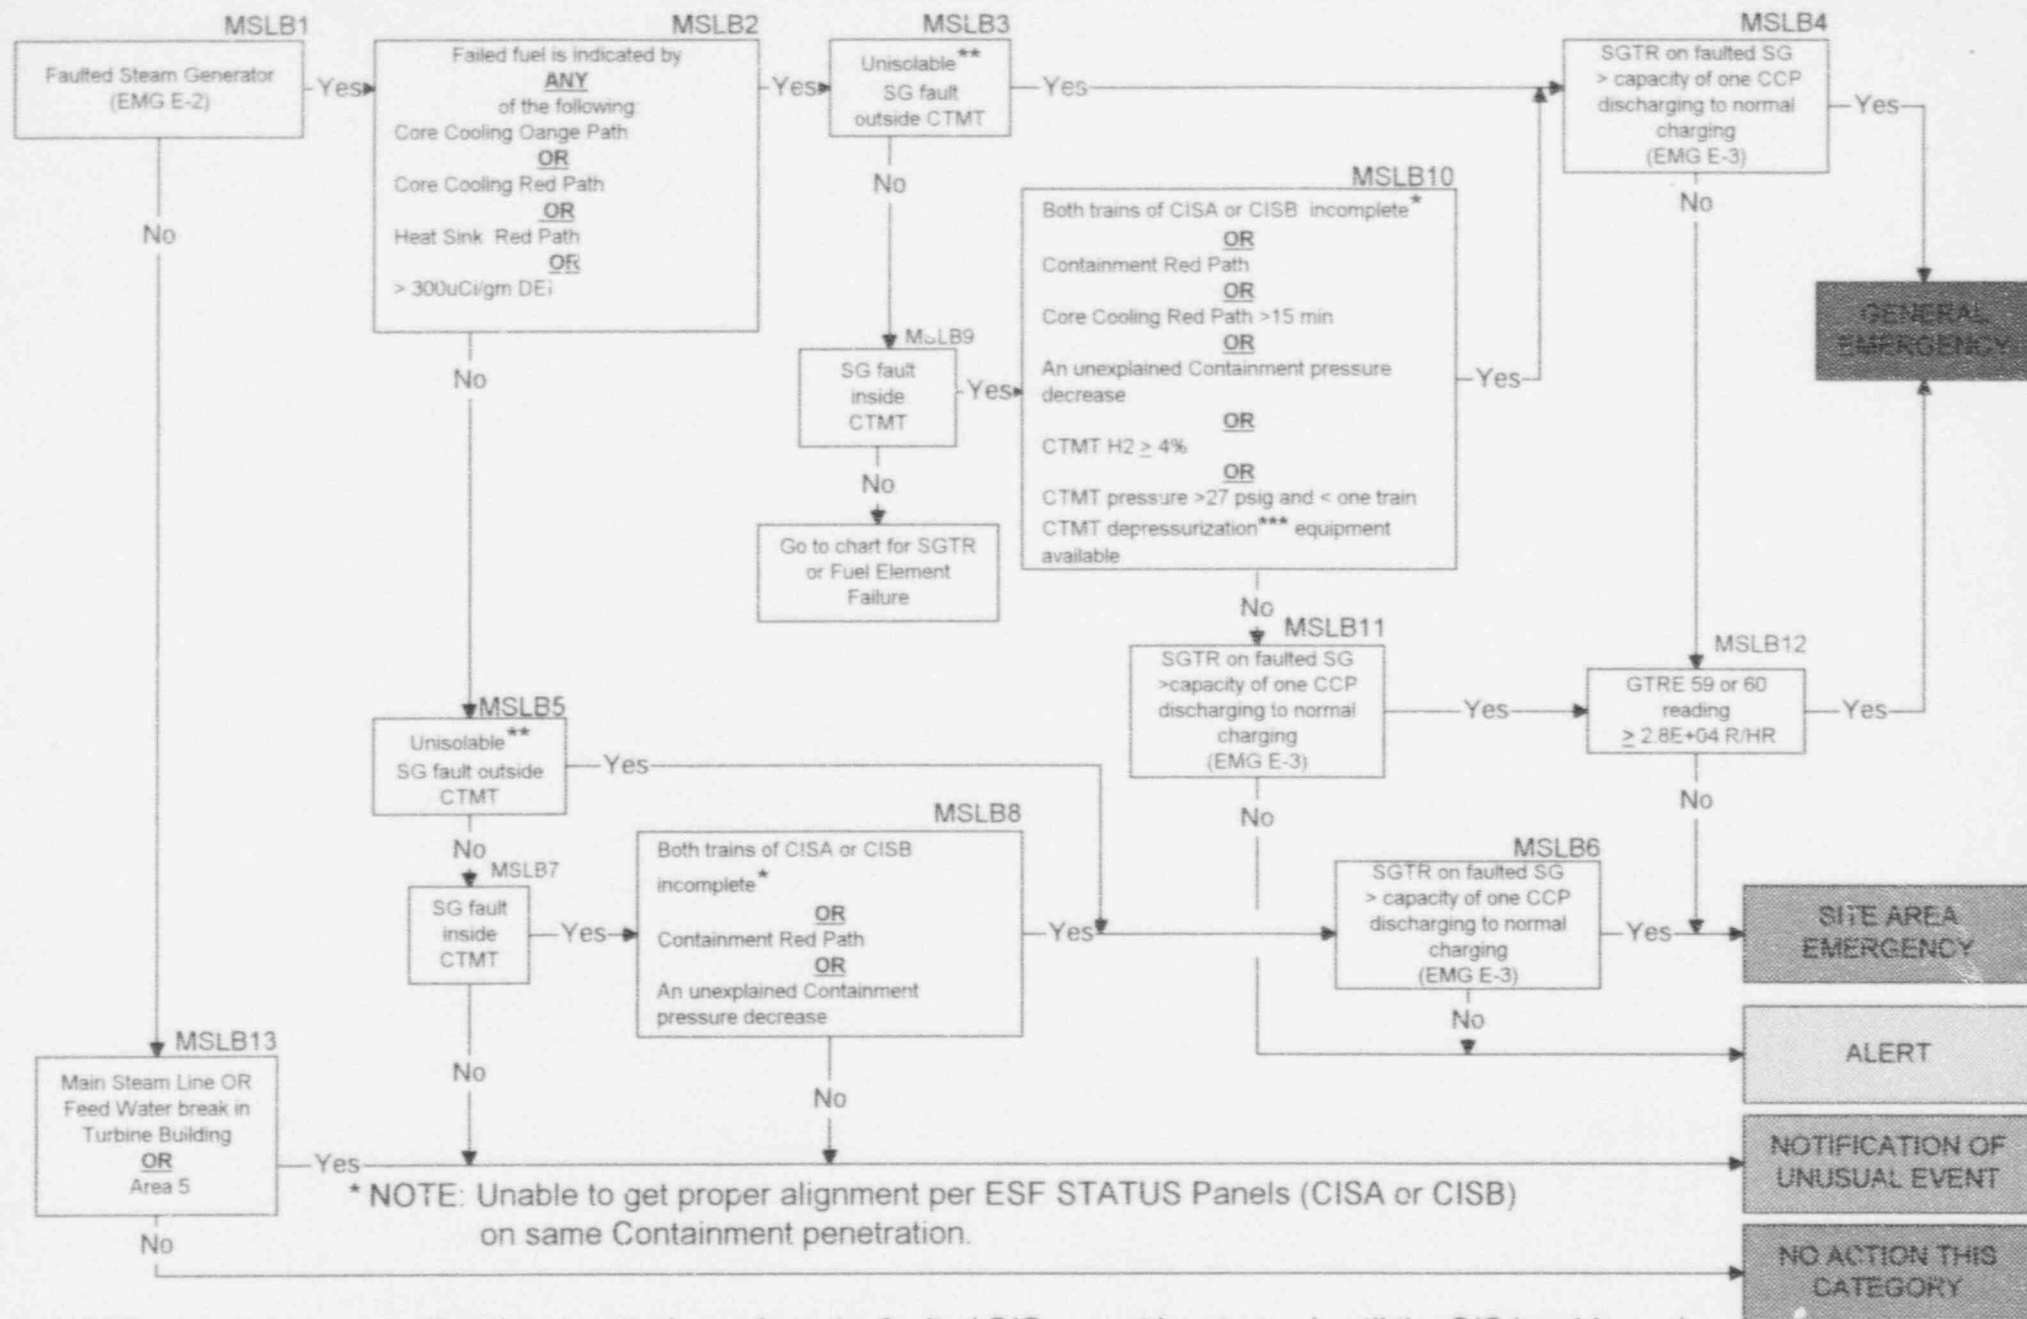 MSLB1
Faulted Steam Generator
(EMG E-2)
Yes
No
MSLB2
Failed fuel is indicated by
ANY
of the following:
Core Cooling Oange Path
OR
Core Cooling Red Path
OR
Heat Sink Red Path
OR
> 300uCi/gm DEI
Yes
No
MSLB3
Unisolable**
SG fault
outside CTMT
Yes
No
MSLB4
SGTR on faulted SG
> capacity of one CCP
discharging to normal
charging
(EMG E-3)
Yes
No
MSLB9
SG fault
inside
CTMT
Yes
No
Go to chart for SGTR
or Fuel Element
Failure
MSLB10
Both trains of CISA or CISB incomplete*
OR
Containment Red Path
OR
Core Cooling Red Path >15 min
OR
An unexplained Containment pressure
decrease
OR
CTMT H2 ≥ 4%
OR
CTMT pressure >27 psig and < one train
CTMT depressurization*** equipment
available
Yes
No
GENERAL
EMERGENCY
MSLB11
SGTR on faulted SG
>capacity of one CCP
discharging to normal
charging
(EMG E-3)
Yes
No
MSLB12
GTRE 59 or 60
reading
≥ 2.8E+04 R/HR
Yes
No
MSLB5
Unisolable**
SG fault outside
CTMT
Yes
No
MSLB7
SG fault
inside
CTMT
Yes
No
MSLB8
Both trains of CISA or CISB
incomplete*
OR
Containment Red Path
OR
An unexplained Containment
pressure decrease
Yes
No
MSLB6
SGTR on faulted SG
> capacity of one CCP
discharging to normal
charging
(EMG E-3)
Yes
No
SITE AREA
EMERGENCY
ALERT
MSLB13
Main Steam Line OR
Feed Water break in
Turbine Building
OR
Area 5
Yes
No
NOTIFICATION OF
UNUSUAL EVENT
* NOTE: Unable to get proper alignment per ESF STATUS Panels (CISA or CISB)
on same Containment penetration.
NO ACTION THIS
CATEGORY